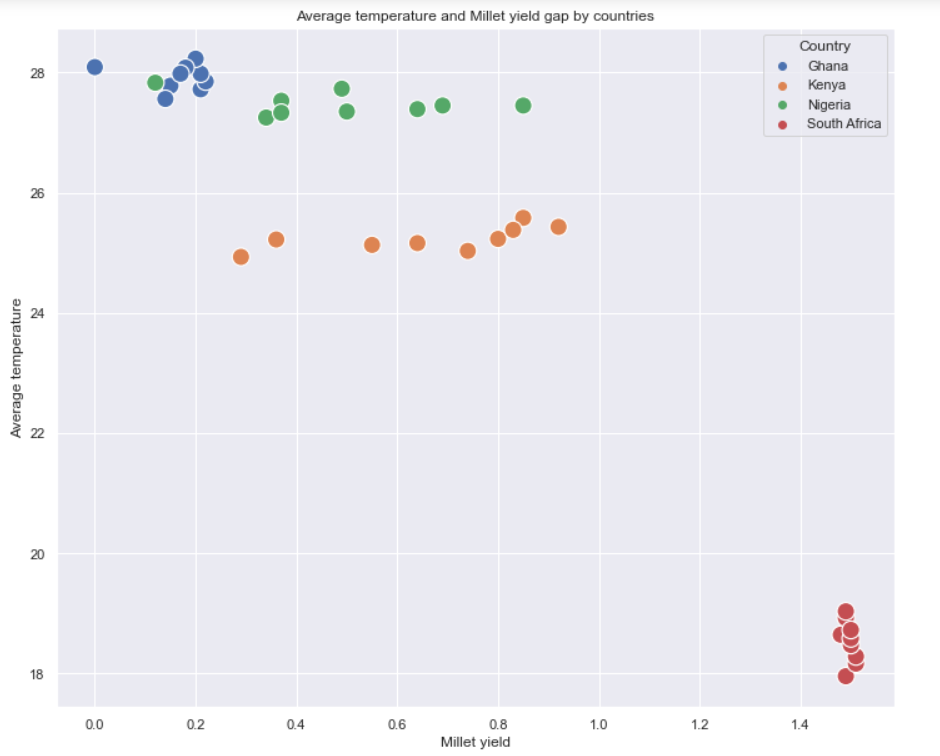 Average temperature and Millet yield gap by countries
Country
Ghana
Kenya
Nigeria
South Africa
Average temperature
28
26
24
22
20
18
0.0 0.2 0.4 0.6 0.8 1.0 1.2 1.4
Millet yield